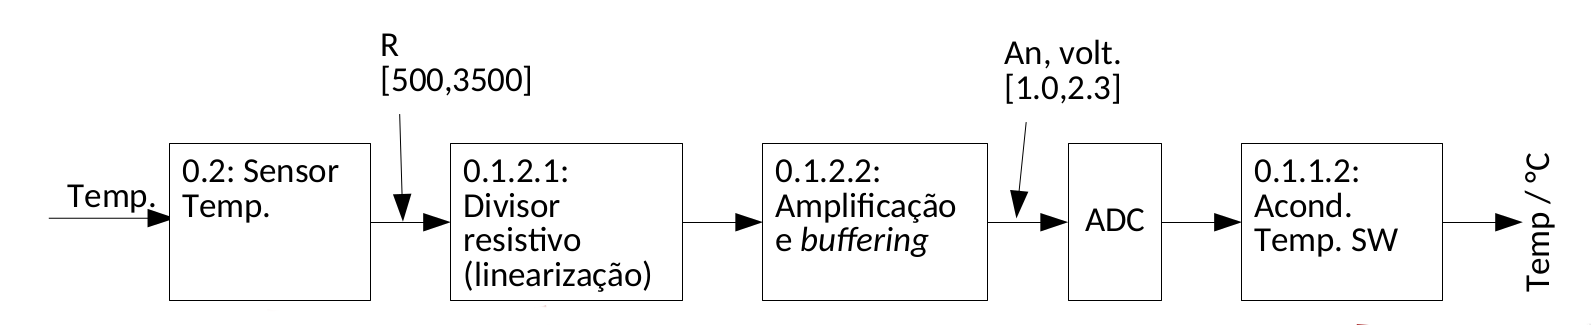 R
[500,3500]
An, volt.
[1.0,2.3]
Temp.
0.2: Sensor
Temp.
0.1.2.1:
Divisor
resistivo
(linearização)
0.1.2.2:
Amplificação
e buffering
ADC
0.1.1.2:
Acond.
Temp. SW
Temp / °C